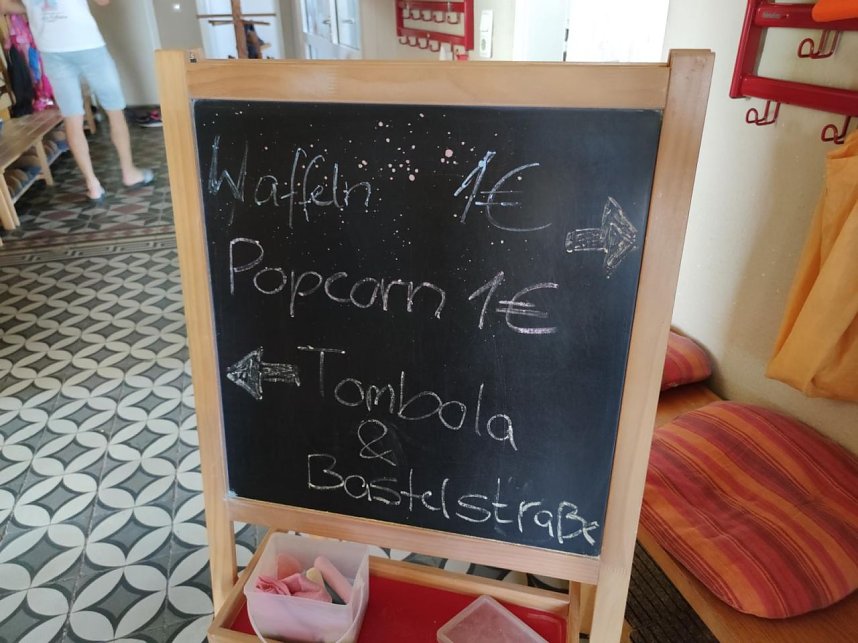 Waffeln 1€
Popcorn 1€
Tombola
&
Bastelstraße